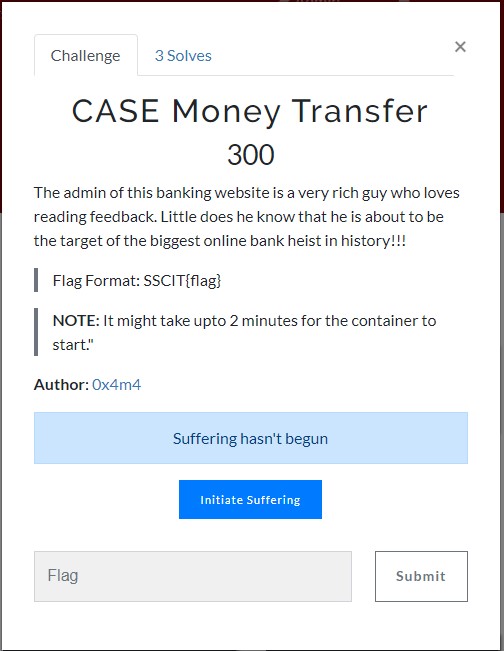 Challenge
3 Solves
×
CASE Money Transfer
300
The admin of this banking website is a very rich guy who loves
reading feedback. Little does he know that he is about to be
the target of the biggest online bank heist in history!!!
Flag Format: SSCIT{flag}
NOTE: It might take upto 2 minutes for the container to
start."
Author: 0x4m4
Suffering hasn't begun
Initiate Suffering
Flag
Submit